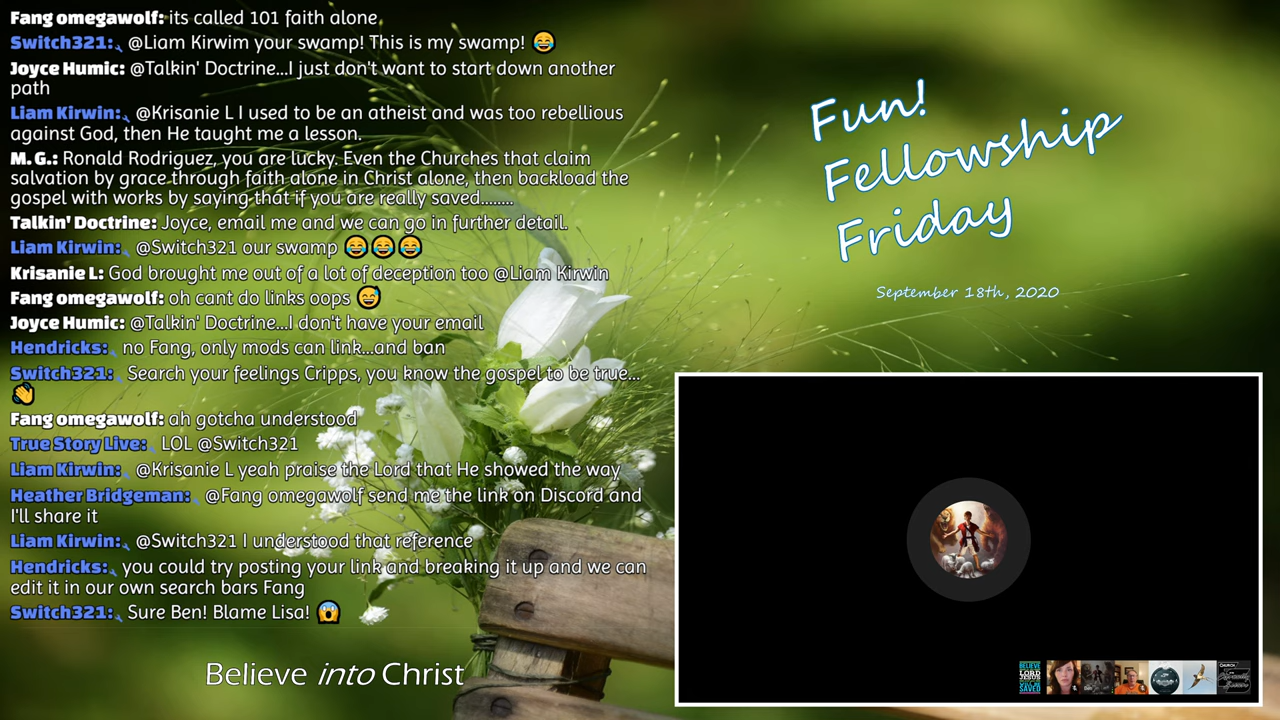 Fang omegawolf: its called 101 faith alone
Switch321: @Liam Kirwim your swamp! This is my swamp! 😂
Joyce Humic: @Talkin' Doctrine...I just don't want to start down another
path
Liam Kirwin: @Krisanie L I used to be an atheist and was too rebellious
against God, then He taught me a lesson.
M. G.: Ronald Rodriguez, you are lucky. Even the Churches that claim
salvation by grace through faith alone in Christ alone, then backload the
gospel with works by saying that if you are really saved........
Talkin' Doctrine: Joyce, email me and we can go in further detail.
Liam Kirwin: @Switch321 our swamp 😂😂😂
Krisanie L: God brought me out of a lot of deception too @Liam Kirwin
Fang omegawolf: oh cant do links oops 😅
Joyce Humic: @Talkin' Doctrine...I don't have your email
Hendricks: no Fang, only mods can link...and ban
Switch321: Search your feelings Cripps, you know the gospel to be true...
👏
Fang omegawolf: ah gotcha understood
True Story Live: LOL @Switch321
Liam Kirwin: @Krisanie L yeah praise the Lord that He showed the way
Heather Bridgeman: @Fang omegawolf send me the link on Discord and
I'll share it
Liam Kirwin: @Switch321 I understood that reference
Hendricks: you could try posting your link and breaking it up and we can
edit it in our own search bars Fang
Switch321: Sure Ben! Blame Lisa! 😱
Believe into Christ
Fun!
Fellowship
Friday
September 18th, 2020
BELIEVE
LORD
JESUS
SAVED
CHURCH